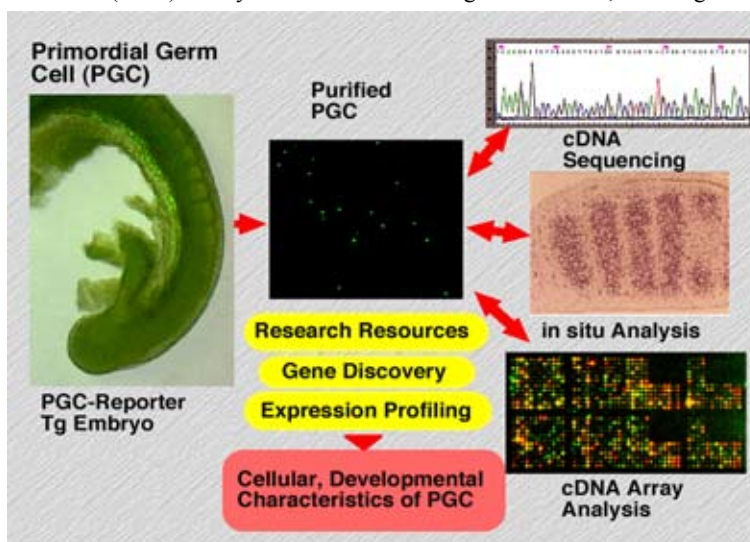 Primordial Germ
Cell (PGC)
Purified
PGC
cDNA
Sequencing
in situ Analysis
Research Resources
Gene Discovery
Expression Profiling
PGC-Reporter
Tg Embryo
Cellular, Developmental
Characteristics of PGC
cDNA Array
Analysis